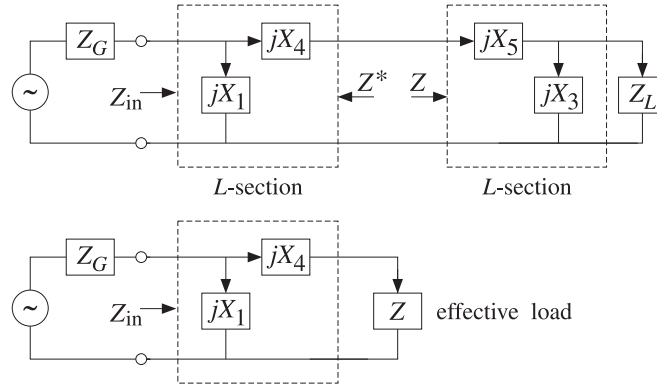 Z_G jX_4 jX_5
Z_in jX_1 Z* Z jX_3 Z_L
L-section L-section
Z_G jX_4
Z_in jX_1 Z effective load